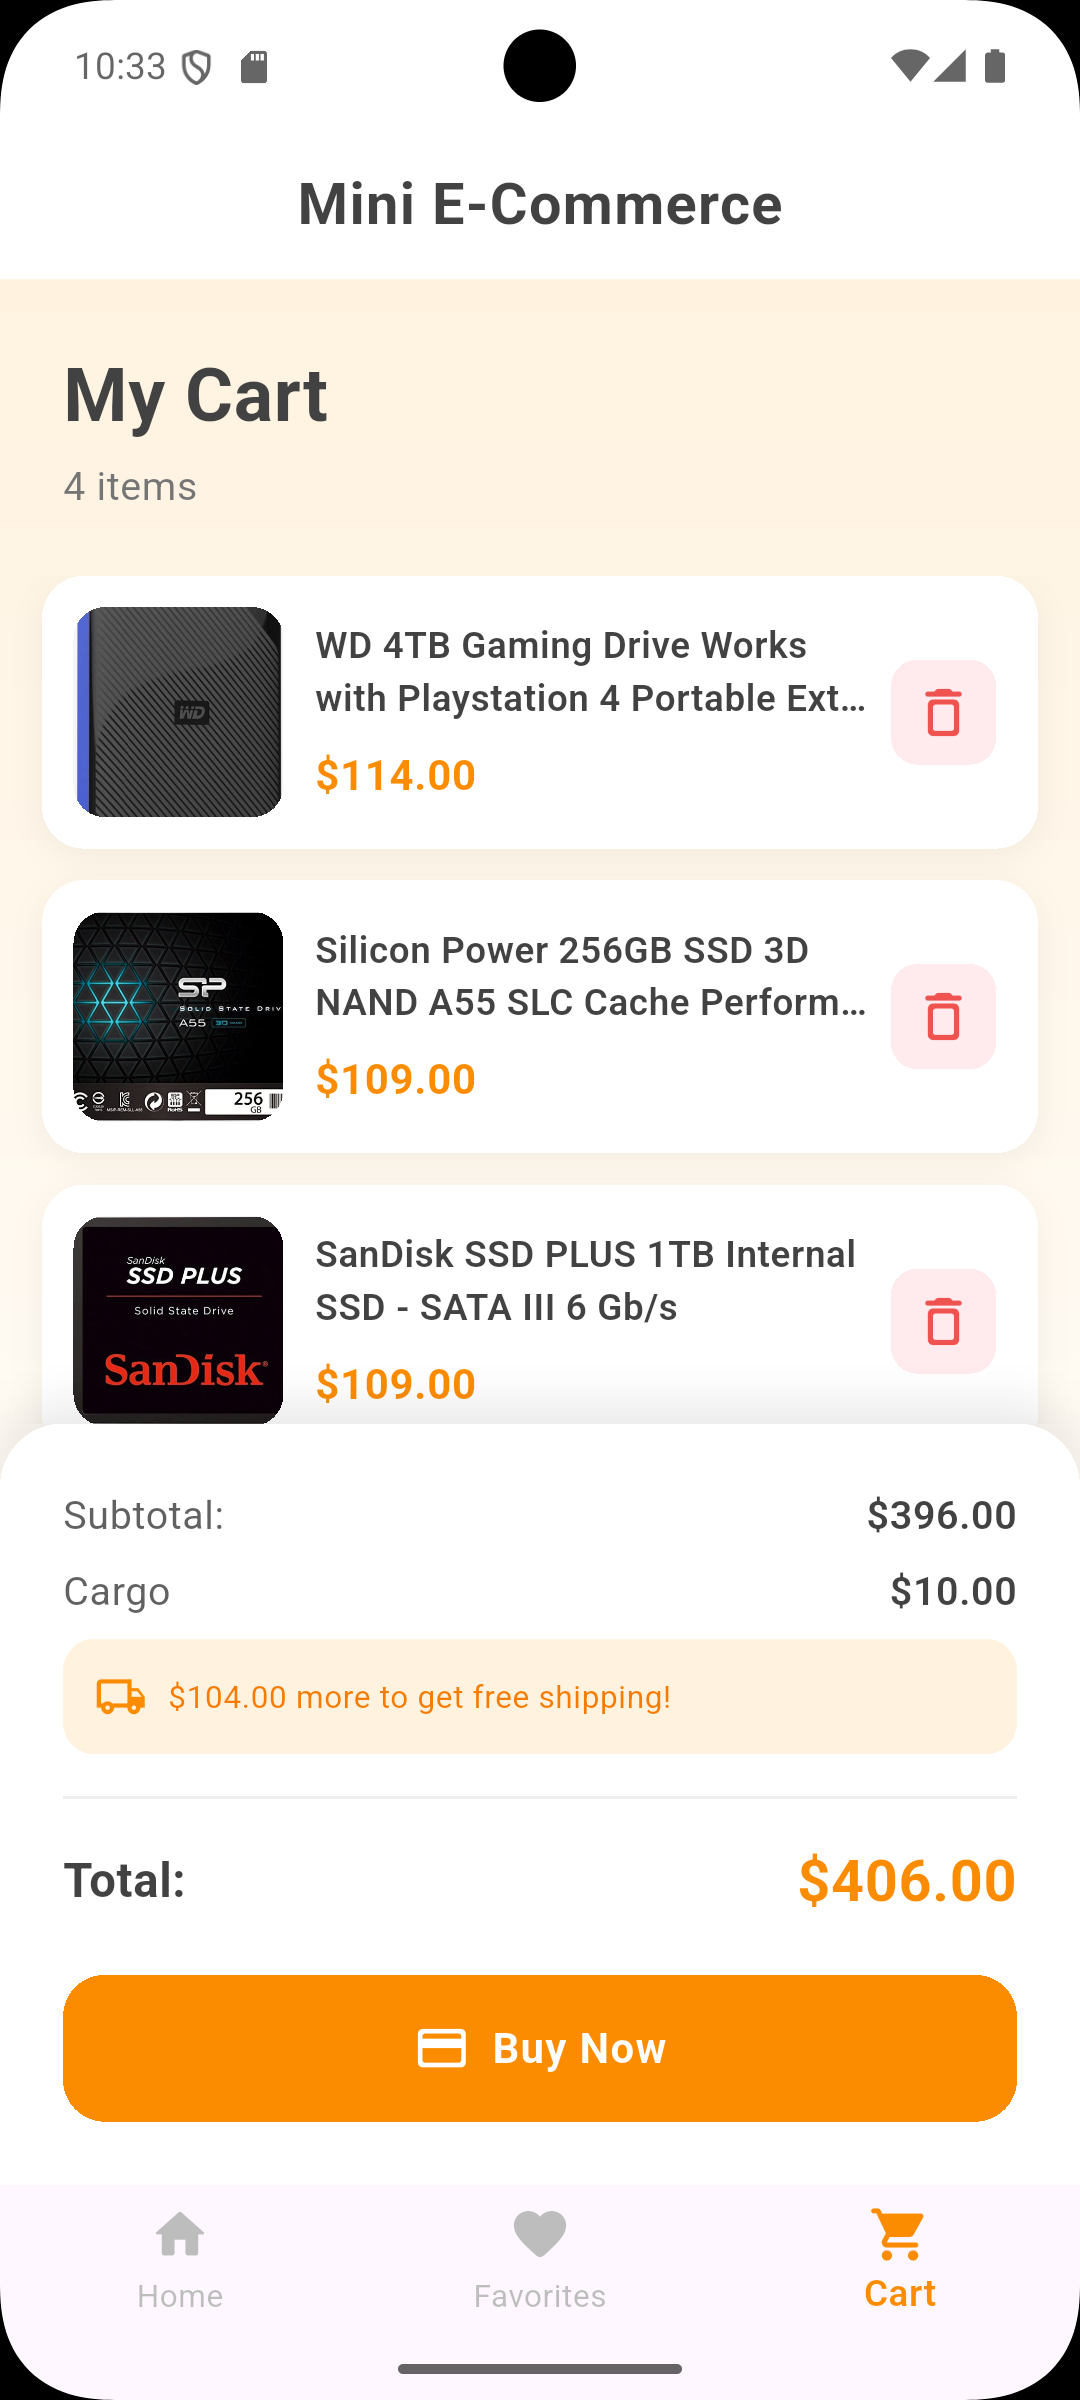 10:33
Mini E-Commerce
My Cart
4 items
WD
WD 4TB Gaming Drive Works
with Playstation 4 Portable Ext…
$114.00
SP
SOLID STATE DRIV
A55 3D NAND
256
GB
Silicon Power 256GB SSD 3D
NAND A55 SLC Cache Perform…
$109.00
SanDisk
SSD PLUS
Solid State Drive
SanDisk®
SanDisk SSD PLUS 1TB Internal
SSD - SATA III 6 Gb/s
$109.00
Subtotal: $396.00
Cargo $10.00
$104.00 more to get free shipping!
Total: $406.00
Buy Now
Home Favorites Cart